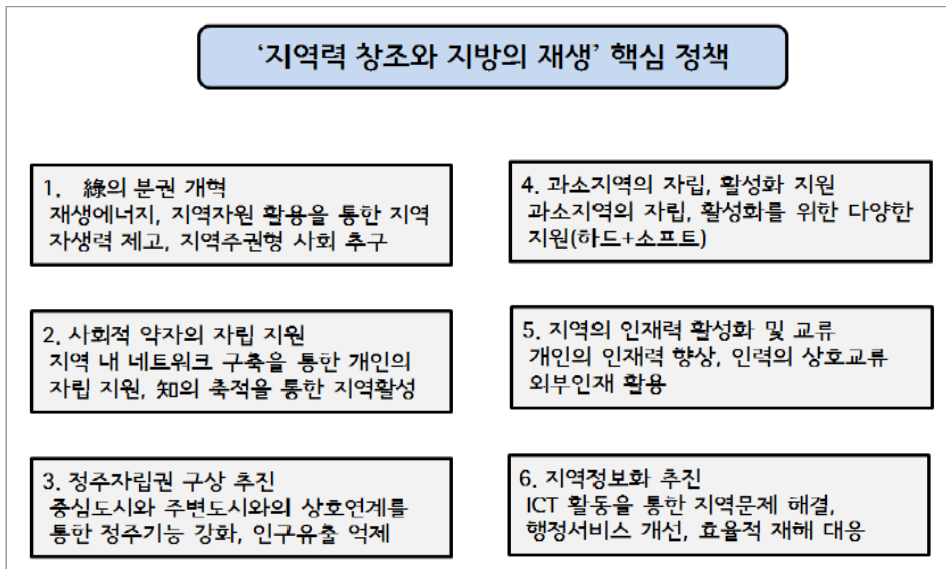 ‘지역력 창조와 지방의 재생’ 핵심 정책
1. 綠의 분권 개혁
재생에너지, 지역자원 활용을 통한 지역
자생력 제고, 지역주권형 사회 추구
2. 사회적 약자의 자립 지원
지역 내 네트워크 구축을 통한 개인의
자립 지원, 知의 축적을 통한 지역활성
3. 정주자립권 구상 추진
중심도시와 주변도시와의 상호연계를
통한 정주기능 강화, 인구유출 억제
4. 과소지역의 자립, 활성화 지원
과소지역의 자립, 활성화를 위한 다양한
지원(하드+소프트)
5. 지역의 인재력 활성화 및 교류
개인의 인재력 향상, 인력의 상호교류
외부인재 활용
6. 지역정보화 추진
ICT 활동을 통한 지역문제 해결,
행정서비스 개선, 효율적 재해 대응